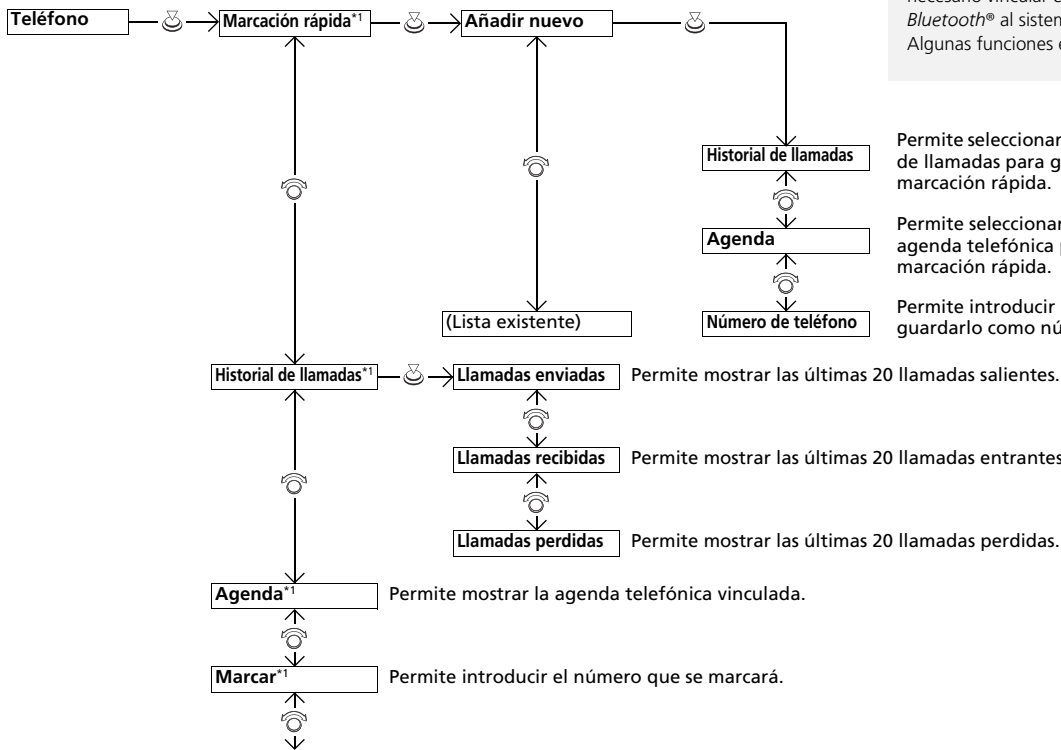 necesario vincular
Bluetooth® al sistem
Algunas funciones
Teléfono
Marcación rápida*1
Añadir nuevo
Historial de llamadas
Permite seleccionar
de llamadas para g
marcación rápida.
Agenda
Permite seleccionar
agenda telefónica
marcación rápida.
Número de teléfono
Permite introducir
guardarlo como nú
(Lista existente)
Historial de llamadas*1
Llamadas enviadas
Permite mostrar las últimas 20 llamadas salientes.
Llamadas recibidas
Permite mostrar las últimas 20 llamadas entrantes
Llamadas perdidas
Permite mostrar las últimas 20 llamadas perdidas.
Agenda*1
Permite mostrar la agenda telefónica vinculada.
Marcar*1
Permite introducir el número que se marcará.